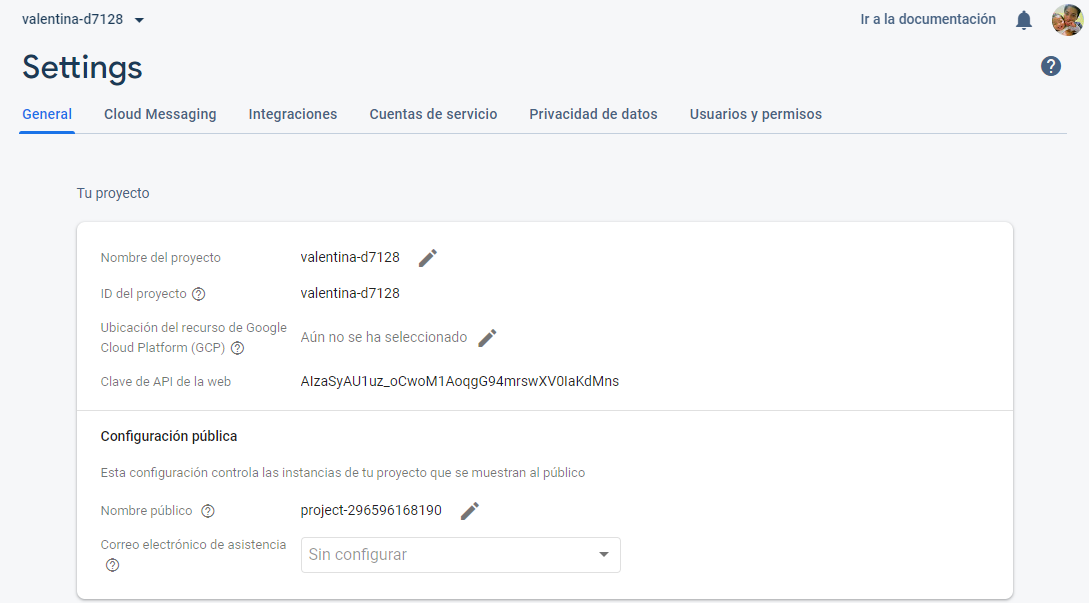 valentina-d7128
Ir a la documentación
Settings
General
Cloud Messaging
Integraciones
Cuentas de servicio
Privacidad de datos
Usuarios y permisos
Tu proyecto
Nombre del proyecto
valentina-d7128
ID del proyecto
valentina-d7128
Ubicación del recurso de Google
Cloud Platform (GCP)
Aún no se ha seleccionado
Clave de API de la web
AIzaSyAU1uz_oCwoM1AoqgG94mrswXV0IaKdMns
Configuración pública
Esta configuración controla las instancias de tu proyecto que se muestran al público
Nombre público
project-296596168190
Correo electrónico de asistencia
Sin configurar